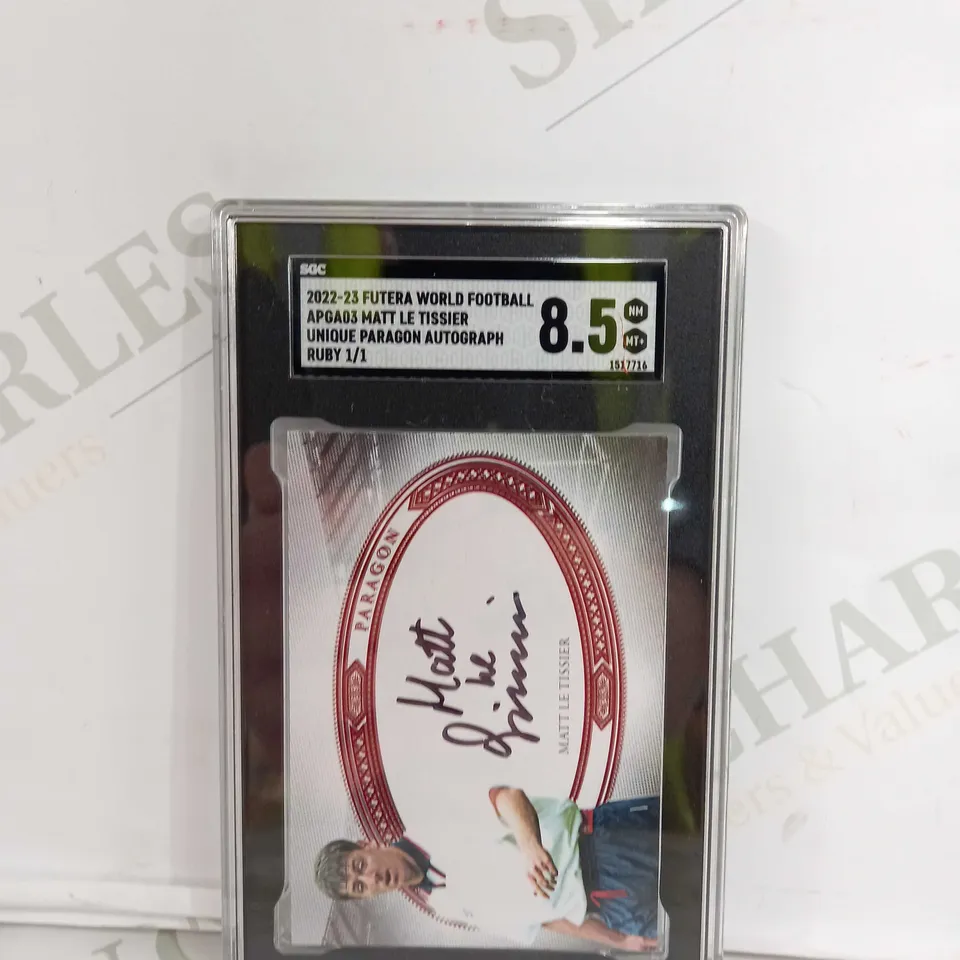 SGC
2022-23 FUTERA WORLD FOOTBALL
APGA03 MATT LE TISSIER
UNIQUE PARAGON AUTOGRAPH
RUBY 1/1
8.5
NM
MT+
1517716
PARAGON
Matt
Le
Tissier
MATT LE TISSIER